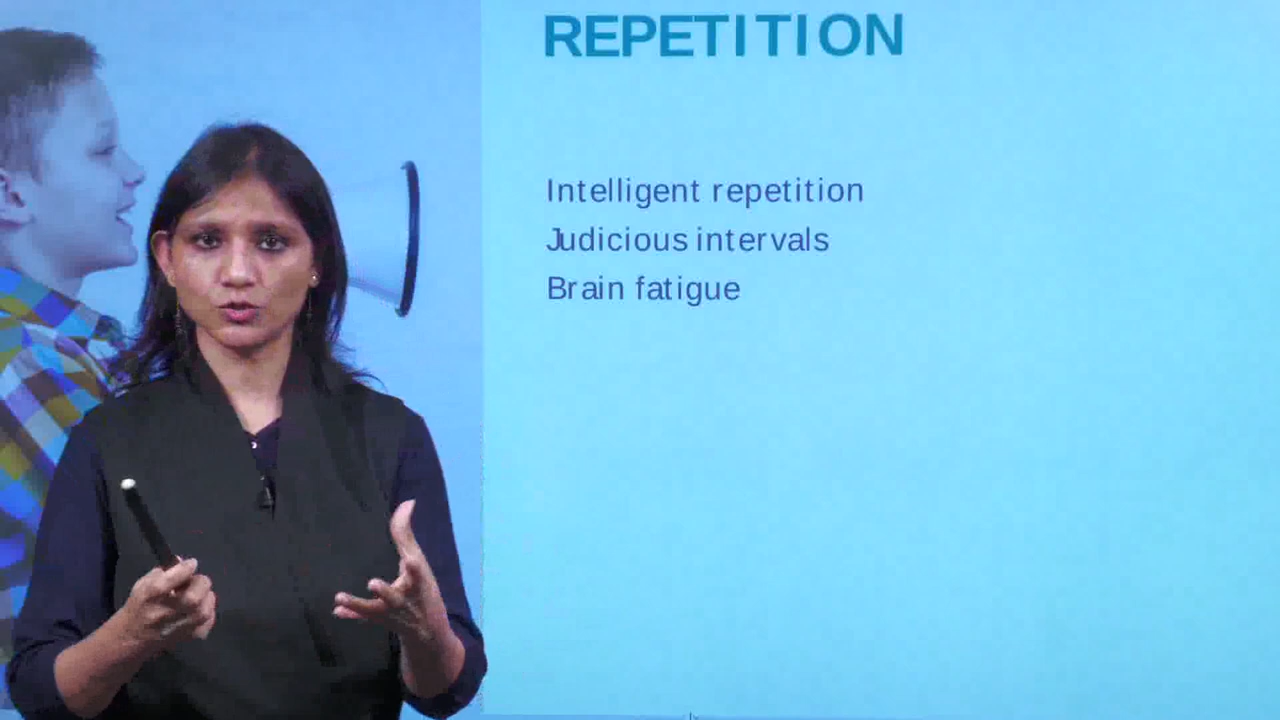 REPETITION
Intelligent repetition
Judicious intervals
Brain fatigue